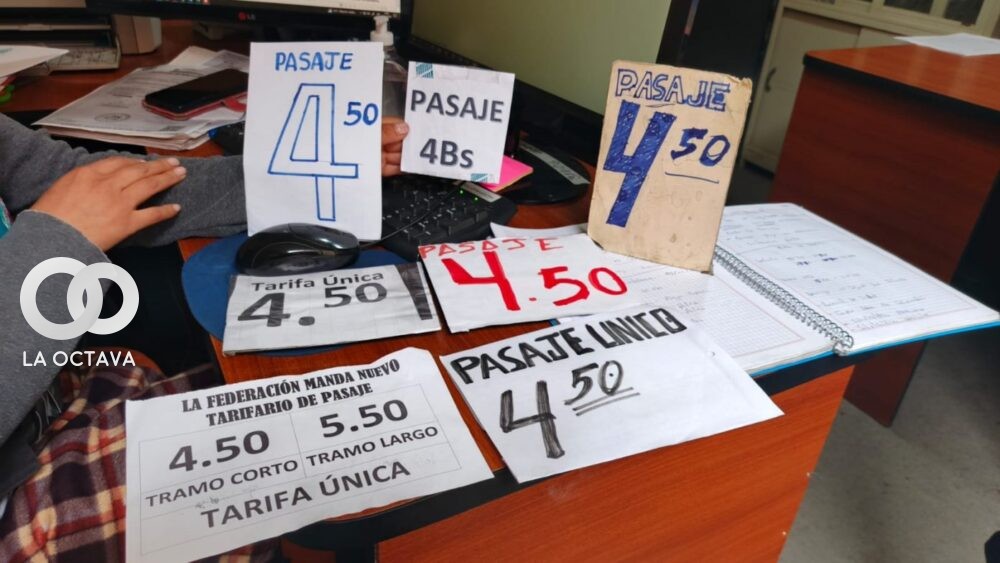 PASAJE
4 50
PASAJE
4Bs
PASAJE
4 50
Tarifa Única
4.50
PASAJE
4.50
PASAJE UNICO
4 50
LA FEDERACIÓN MANDA NUEVO
TARIFARIO DE PASAJE
4.50 5.50
TRAMO CORTO TRAMO LARGO
TARIFA ÚNICA
LA OCTAVA
LG